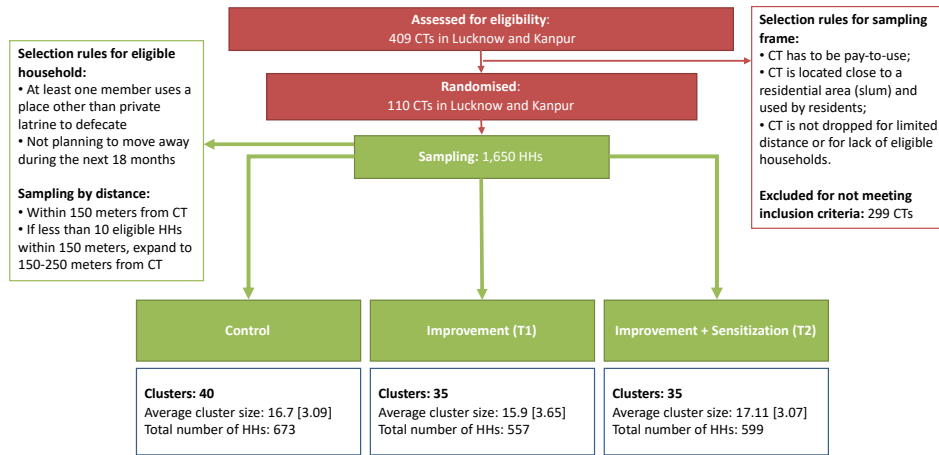 Assessed for eligibility:
409 CTs in Lucknow and Kanpur
Selection rules for sampling
frame:
• CT has to be pay-to-use;
• CT is located close to a
residential area (slum) and
used by residents;
• CT is not dropped for limited
distance or for lack of eligible
households.
Excluded for not meeting
inclusion criteria: 299 CTs
Selection rules for eligible
household:
• At least one member uses a
place other than private
latrine to defecate
• Not planning to move away
during the next 18 months
Sampling by distance:
• Within 150 meters from CT
• If less than 10 eligible HHs
within 150 meters, expand to
150-250 meters from CT
Randomised:
110 CTs in Lucknow and Kanpur
Sampling: 1,650 HHs
Control
Clusters: 40
Average cluster size: 16.7 [3.09]
Total number of HHs: 673
Improvement (T1)
Clusters: 35
Average cluster size: 15.9 [3.65]
Total number of HHs: 557
Improvement + Sensitization (T2)
Clusters: 35
Average cluster size: 17.11 [3.07]
Total number of HHs: 599